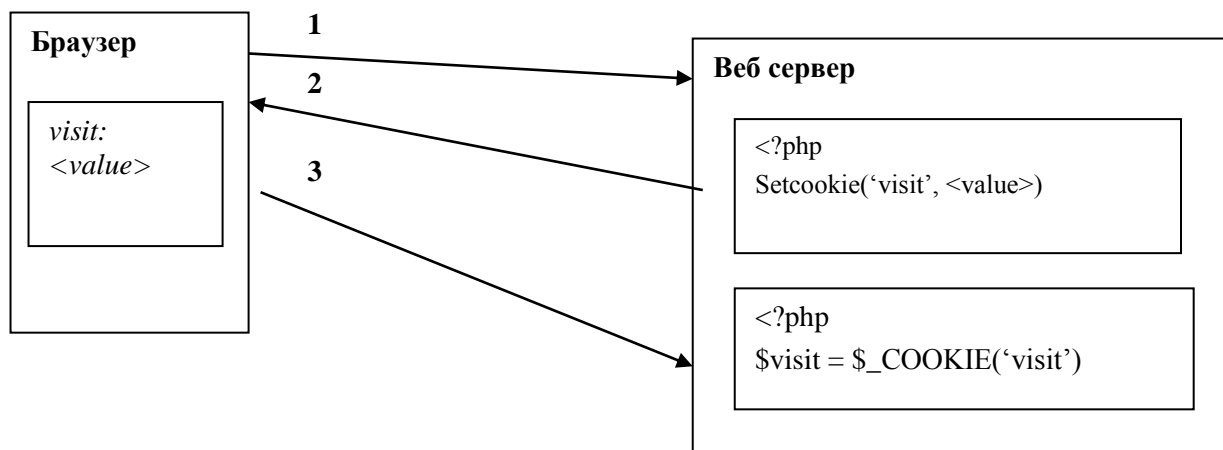 Браузер
visit:
<value>
1
2
3
Веб сервер
<?php
Setcookie(‘visit’, <value>)
<?php
$visit = $_COOKIE(‘visit’)